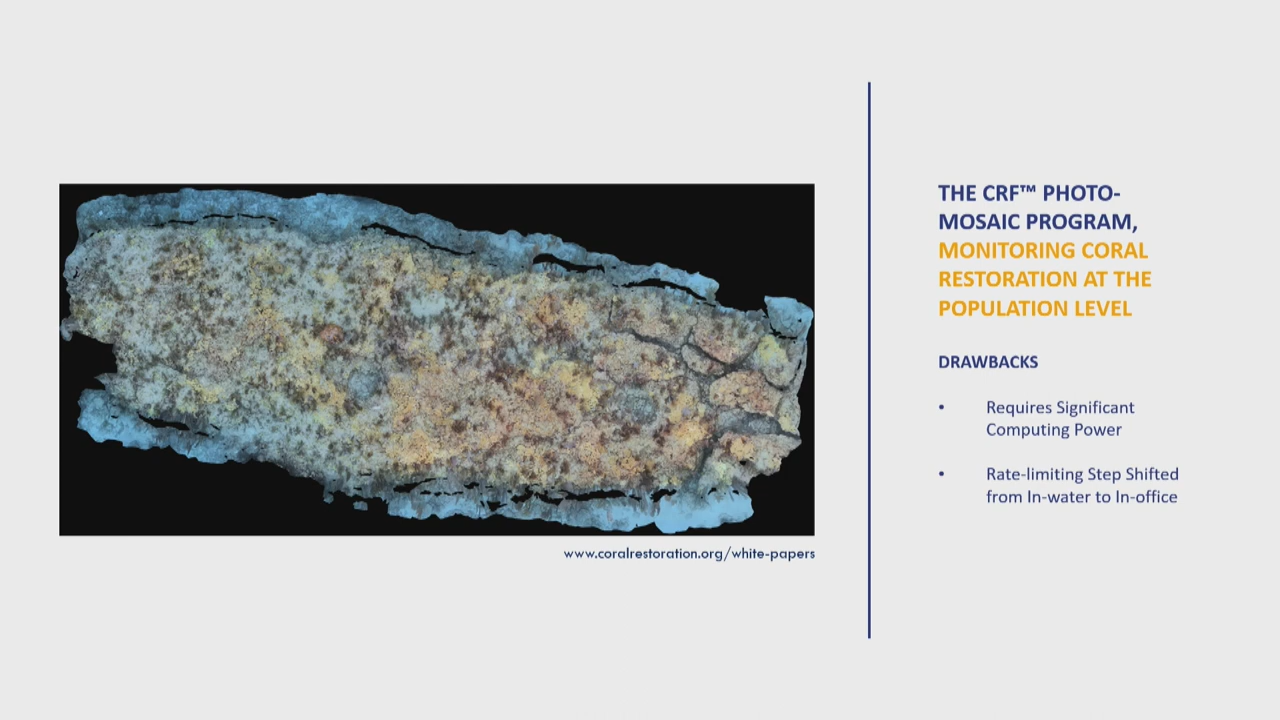 www.coralrestoration.org/white-papers
THE CRF™ PHOTO-
MOSAIC PROGRAM,
MONITORING CORAL
RESTORATION AT THE
POPULATION LEVEL
DRAWBACKS
• Requires Significant
Computing Power
• Rate-limiting Step Shifted
from In-water to In-office